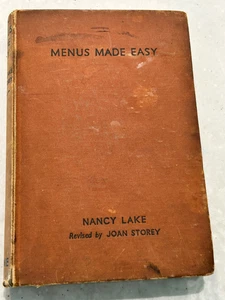 MENUS MADE EASY
NANCY LAKE
Revised by JOAN STOREY